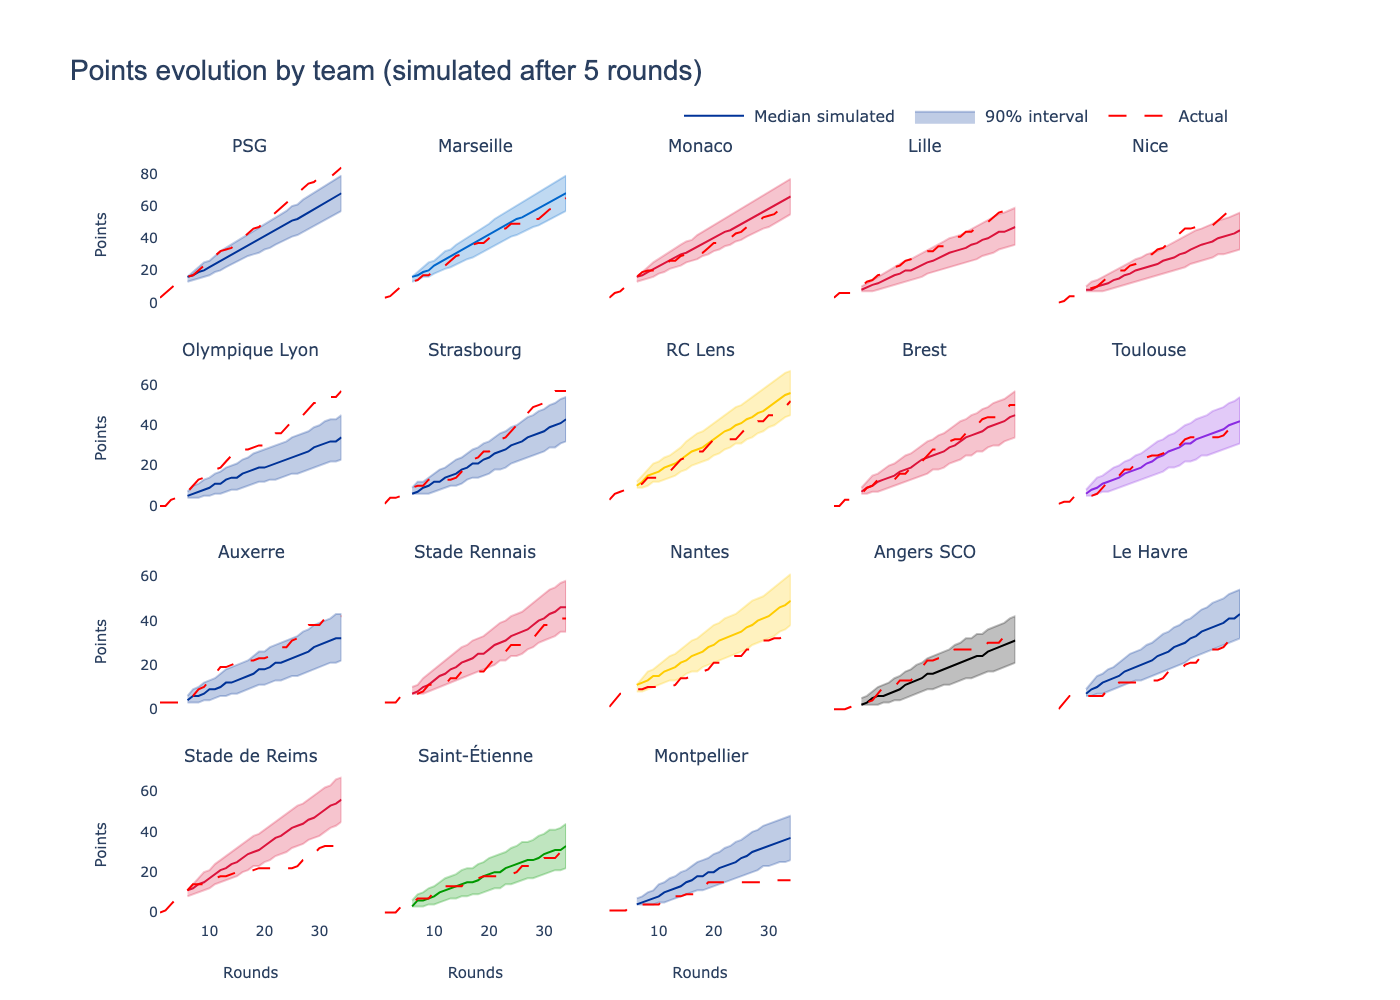 Points evolution by team (simulated after 5 rounds)
Median simulated 90% interval Actual
PSG Marseille Monaco Lille Nice
80
60
40
20
0
Points
Olympique Lyon Strasbourg RC Lens Brest Toulouse
60
40
20
0
Points
Auxerre Stade Rennais Nantes Angers SCO Le Havre
60
40
20
0
Points
Stade de Reims Saint-Étienne Montpellier
60
40
20
0
Points
10 20 30 10 20 30 10 20 30
Rounds Rounds Rounds